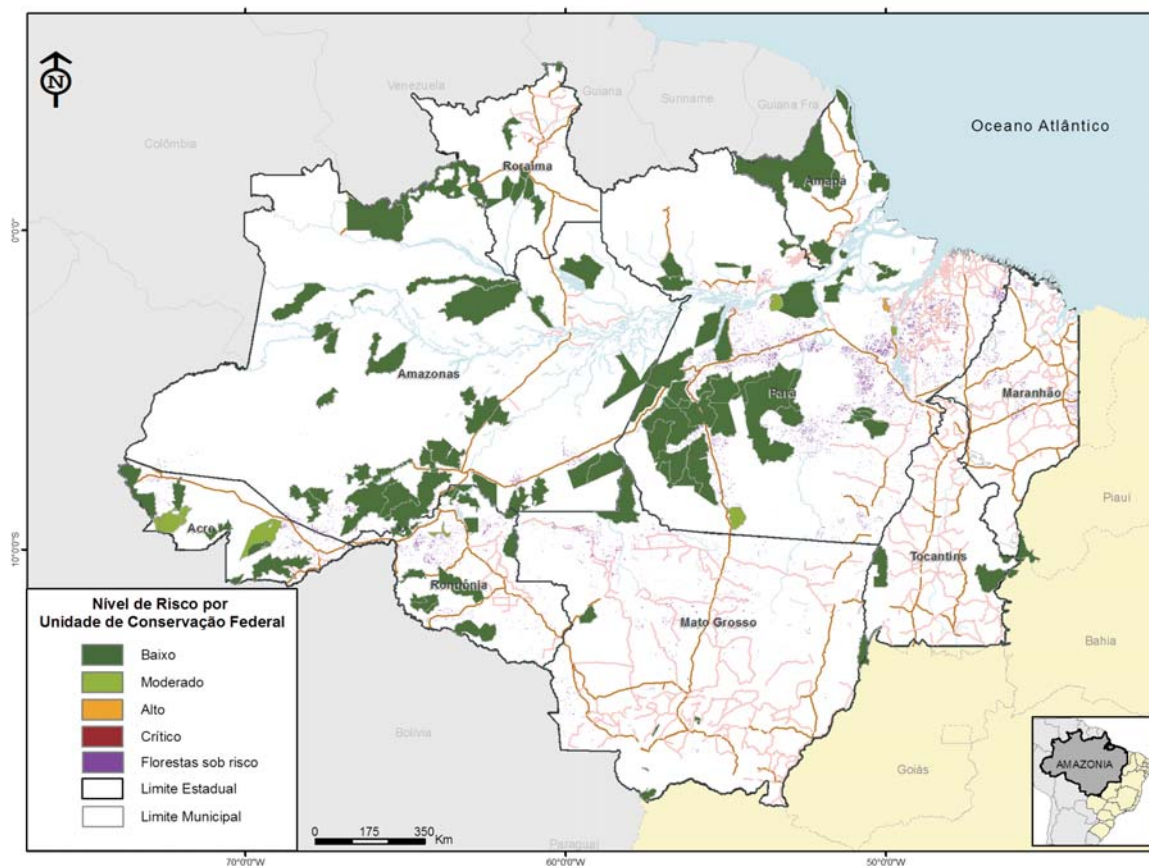 N
Venezuela
Guiana
Suriname
Guiana Fra
Colômbia
Oceano Atlântico
Roraima
Amapá
0°0'0"
Amazonas
Pará
Maranhão
Piauí
Acre
10°0'0"S
Rondônia
Tocantins
Mato Grosso
Bahia
Bolívia
Goiás
Nível de Risco por
Unidade de Conservação Federal
Baixo
Moderado
Alto
Crítico
Florestas sob risco
Limite Estadual
Limite Municipal
AMAZONIA
0 175 350
Km
Paraguai
70°0'0"W
60°0'0"W
50°0'0"W